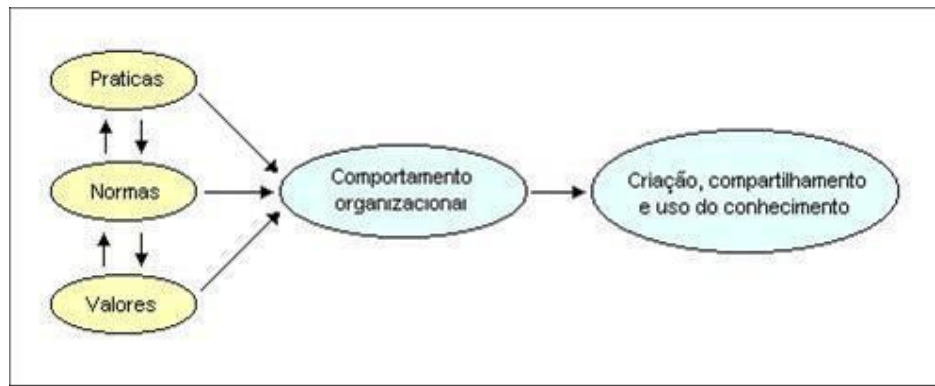 Praticas
Normas
Valores
Comportamento
organizacional
Criação, compartilhamento
e uso do conhecimento